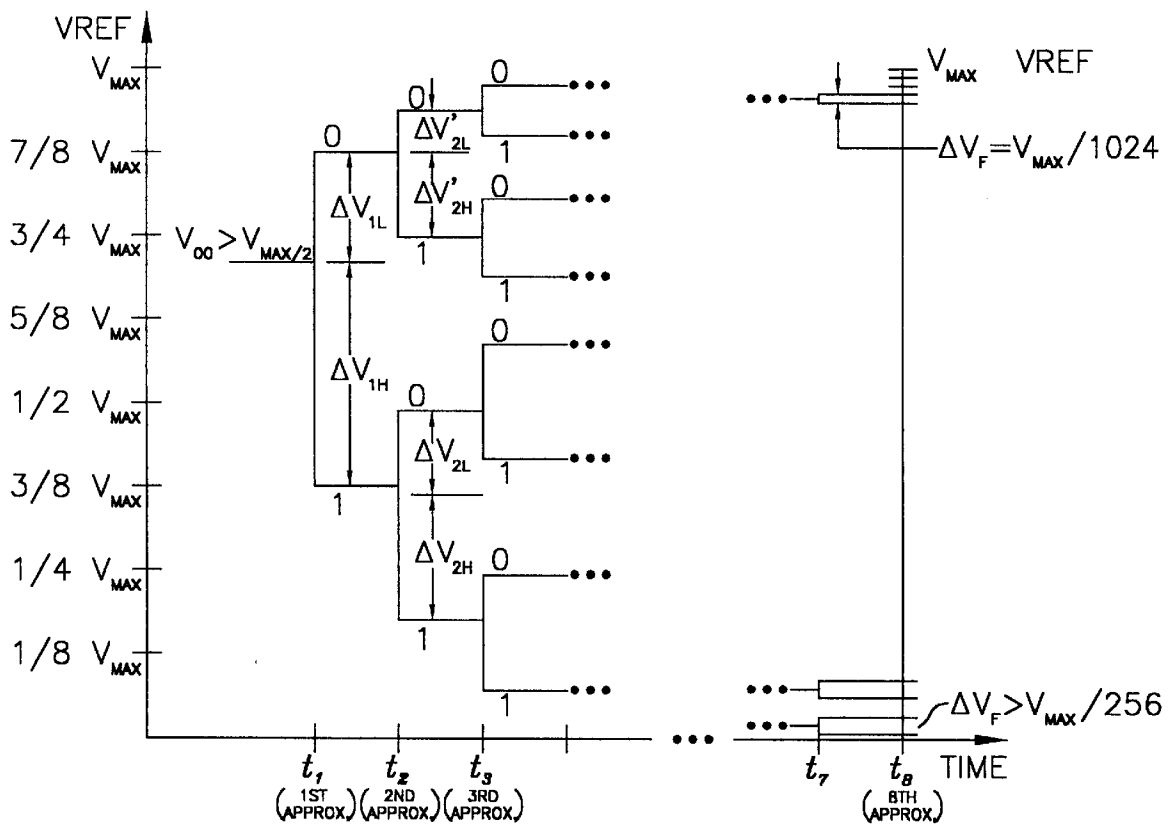 VREF
V_MAX
7/8 V_MAX
3/4 V_MAX
5/8 V_MAX
1/2 V_MAX
3/8 V_MAX
1/4 V_MAX
1/8 V_MAX
V_OO > V_MAX/2
0
1
ΔV_1L
ΔV_1H
0
ΔV'_2L
ΔV'_2H
1
0
ΔV_2L
ΔV_2H
1
0
•••
1
•••
0
•••
1
•••
0
•••
1
•••
0
•••
1
•••
V_MAX VREF
•••
ΔV_F=V_MAX/1024
•••
•••
ΔV_F>V_MAX/256
•••
t_1
(1ST APPROX.)
t_2
(2ND APPROX.)
t_3
(3RD APPROX.)
t_7
t_8
(8TH APPROX.)
TIME